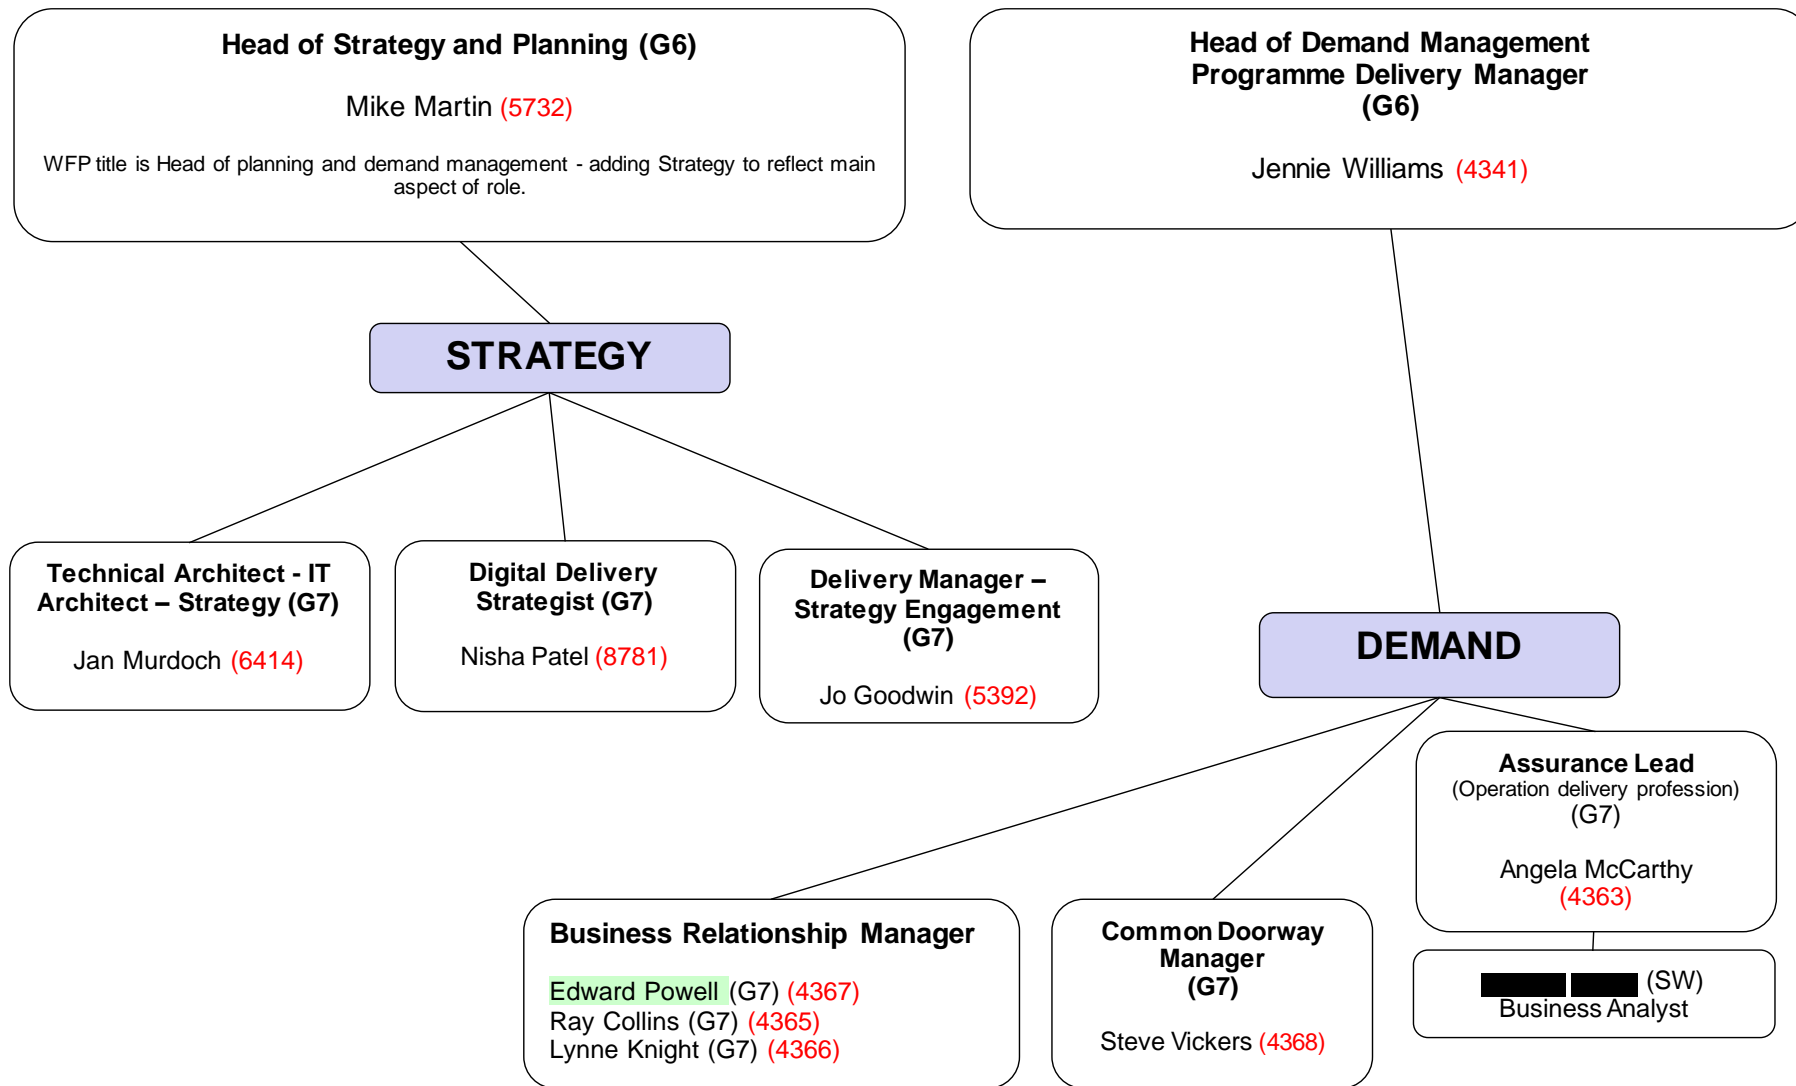 Head of Strategy and Planning (G6)
Mike Martin (5732)
WFP title is Head of planning and demand management - adding Strategy to reflect main
aspect of role.
Head of Demand Management
Programme Delivery Manager
(G6)
Jennie Williams (4341)
STRATEGY
Technical Architect - IT
Architect – Strategy (G7)
Jan Murdoch (6414)
Digital Delivery
Strategist (G7)
Nisha Patel (8781)
Delivery Manager –
Strategy Engagement
(G7)
Jo Goodwin (5392)
DEMAND
Business Relationship Manager
Edward Powell (G7) (4367)
Ray Collins (G7) (4365)
Lynne Knight (G7) (4366)
Common Doorway
Manager
(G7)
Steve Vickers (4368)
Assurance Lead
(Operation delivery profession)
(G7)
Angela McCarthy
(4363)
(SW)
Business Analyst